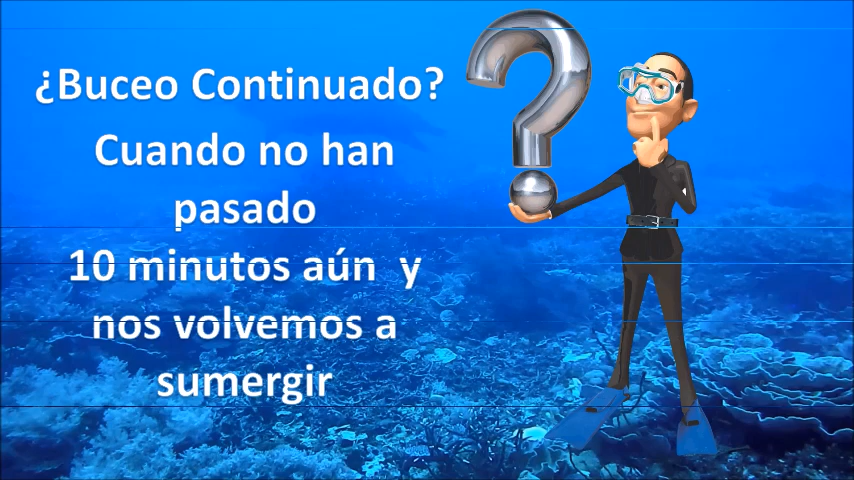 ¿Buceo Continuado?
Cuando no han
pasado
10 minutos aún  y
nos volvemos a
sumergir